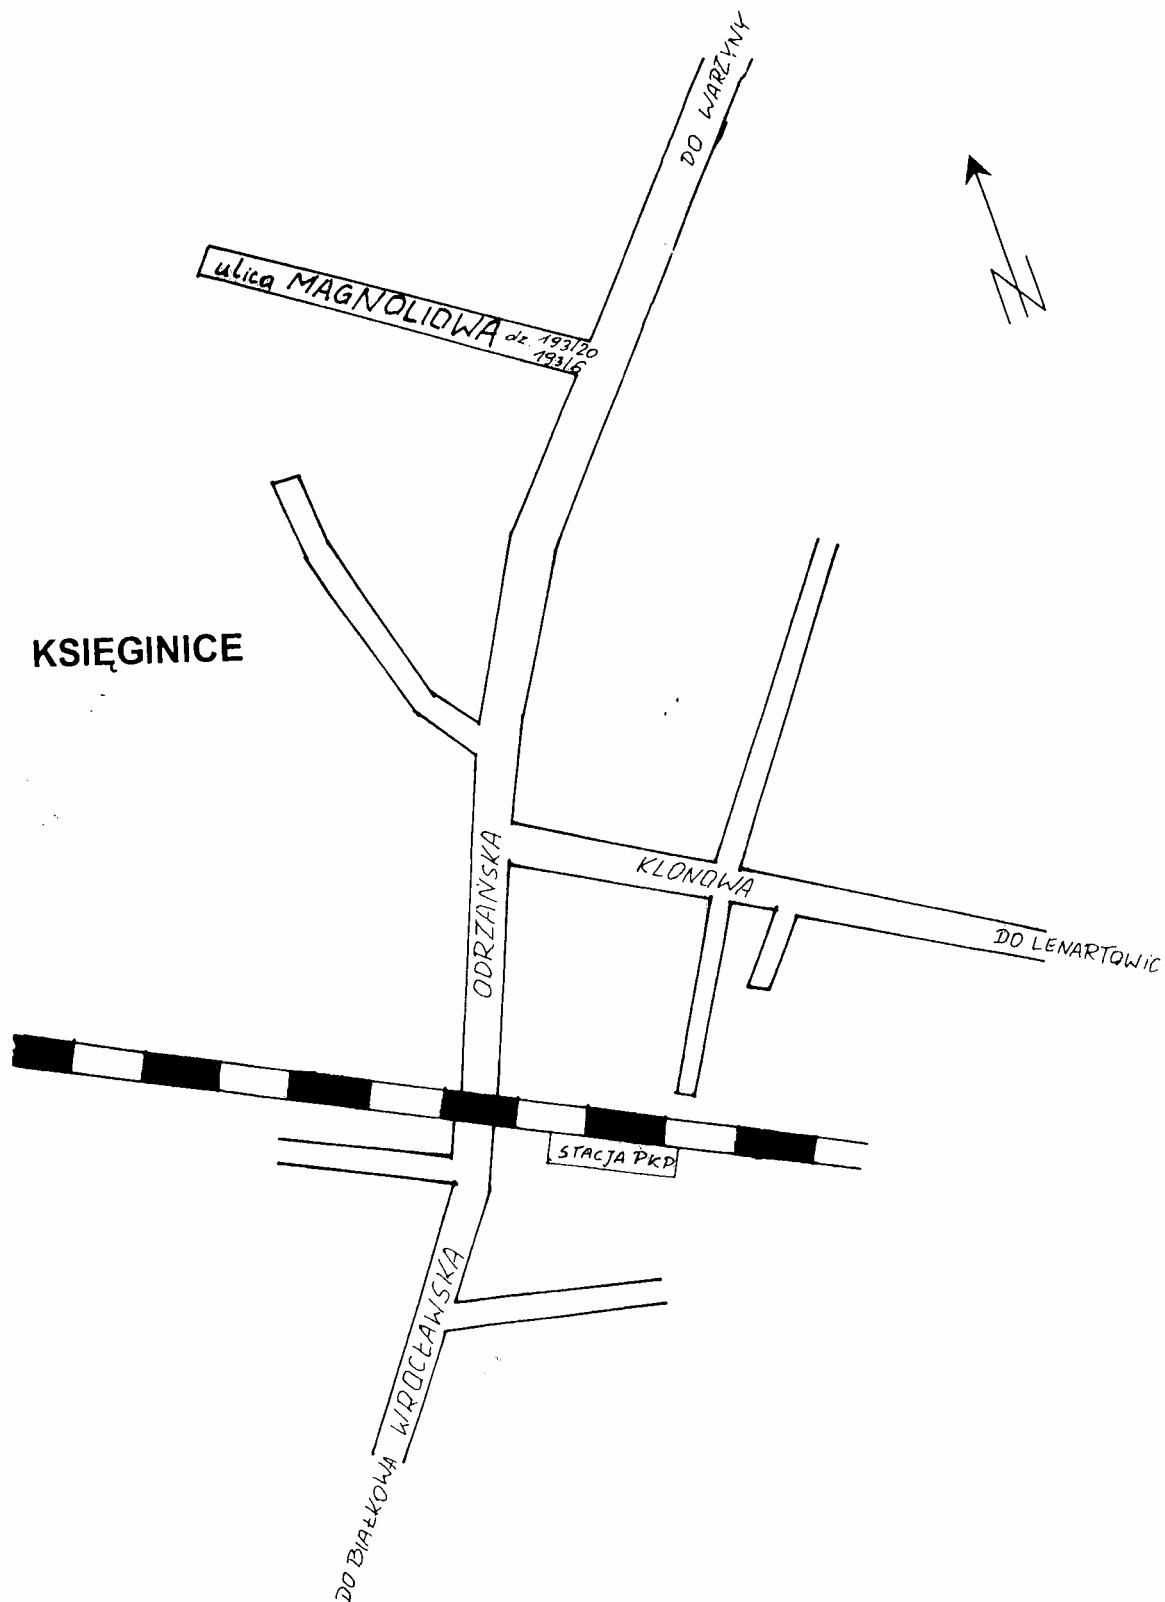 DO WARZYNY
N
ulica MAGNOLIOWA dz. 193/20
193/6
KSIĘGINICE
ODRZAŃSKA
KLONOWA
DO LENARTOWIC
STACJA PKP
WROCŁAWSKA
DO BIAŁKOWA